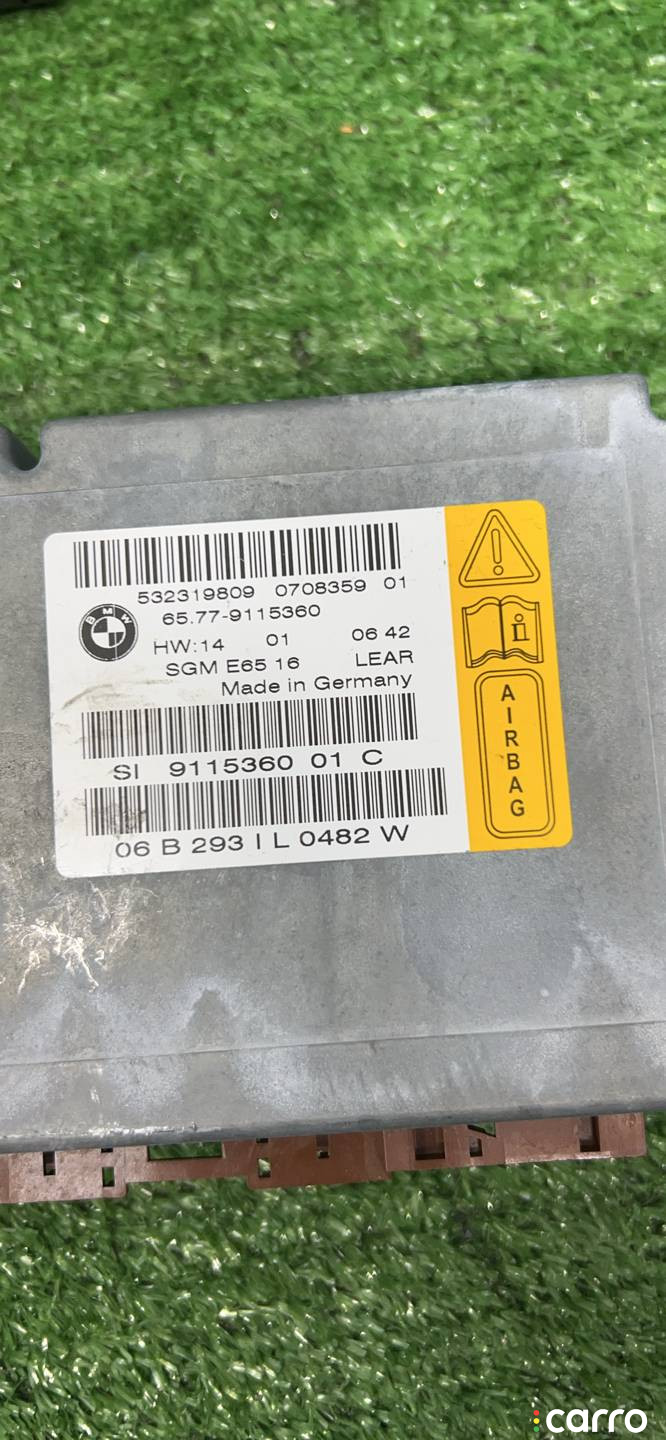 532319809 0708359 01
BMW
65.77-9115360
HW:14 01 06 42
SGM E65 16 LEAR
Made in Germany
SI 9115360 01 C
06 B 293 I L 0482 W
i
AIRBAG
carro